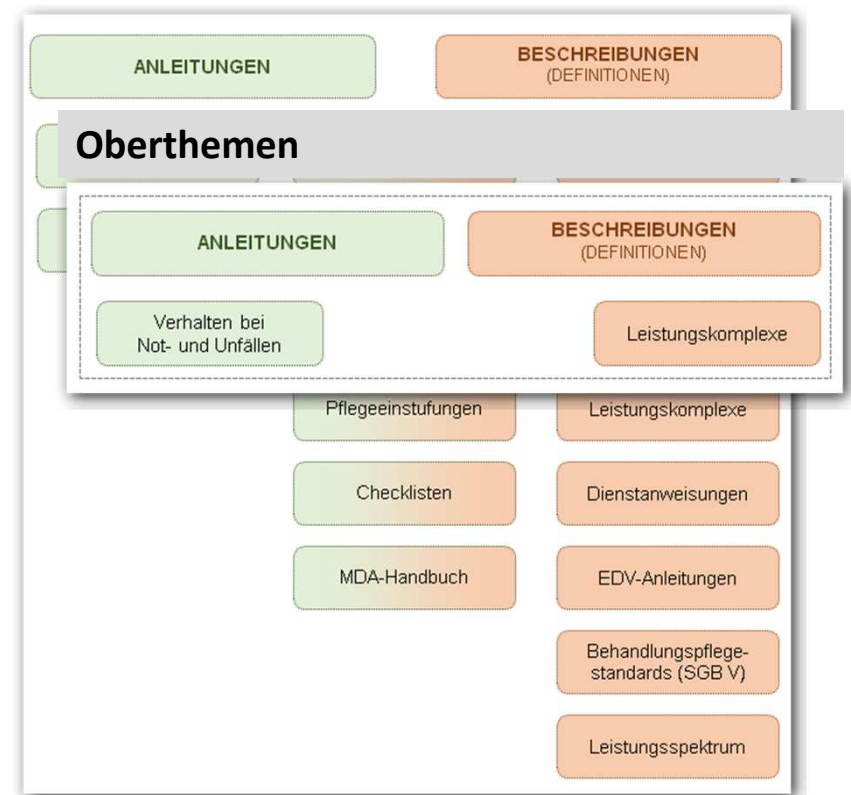 ANLEITUNGEN
BESCHREIBUNGEN
(DEFINITIONEN)
Oberthemen
ANLEITUNGEN
BESCHREIBUNGEN
(DEFINITIONEN)
Verhalten bei
Not- und Unfällen
Leistungskomplexe
Pflegeeinstufungen
Leistungskomplexe
Checklisten
Dienstanweisungen
MDA-Handbuch
EDV-Anleitungen
Behandlungspflege-
standards (SGB V)
Leistungsspektrum